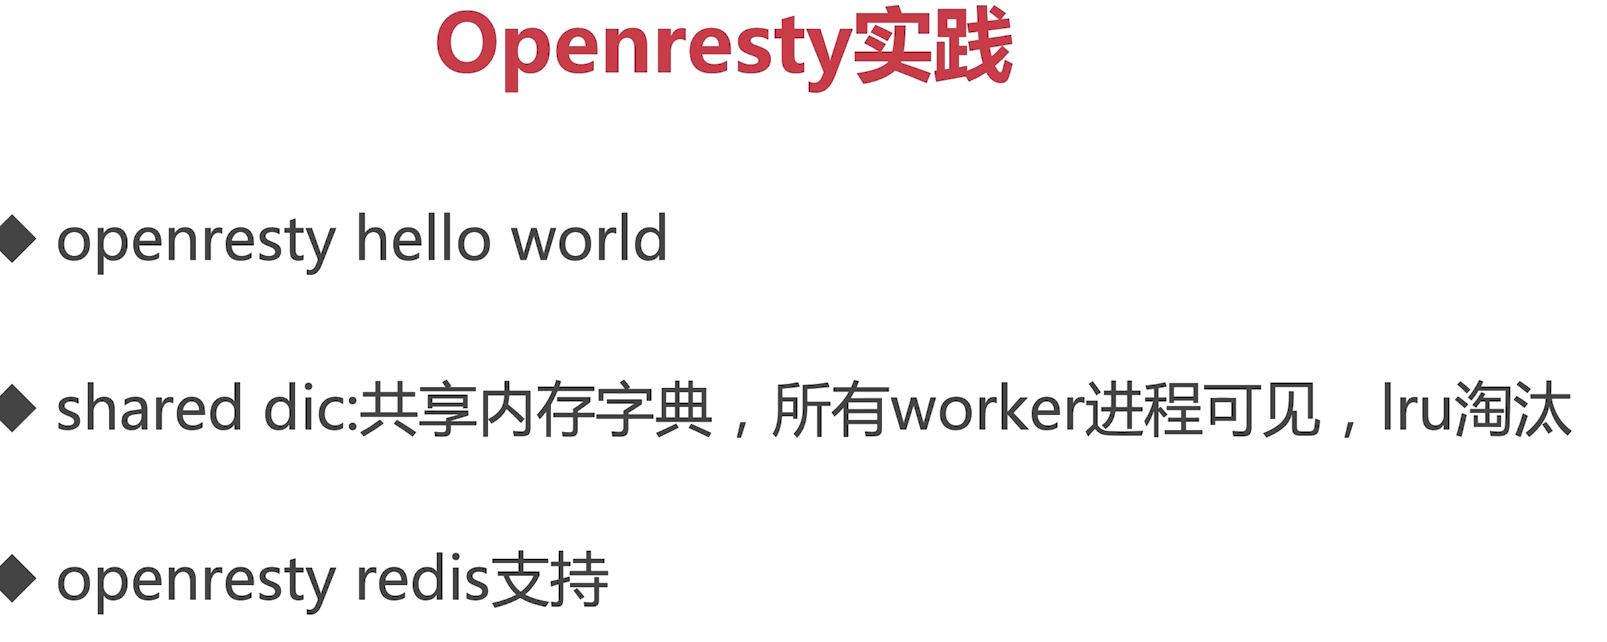 Openresty实践
◆ openresty hello world
◆ shared dic:共享内存字典，所有worker进程可见，lru淘汰
◆ openresty redis支持